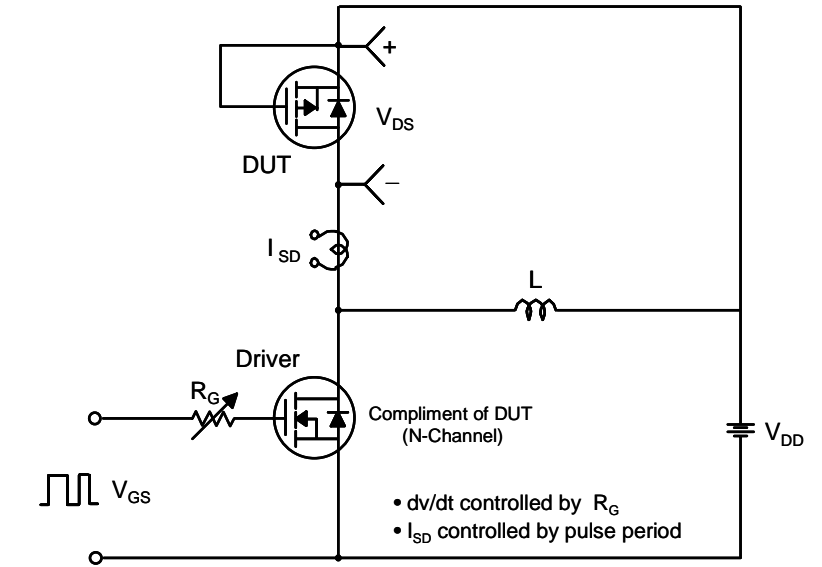 +
V_DS
DUT
−
I_SD
L
Driver
R_G
Compliment of DUT
(N-Channel)
V_DD
V_GS
• dv/dt controlled by R_G
• I_SD controlled by pulse period